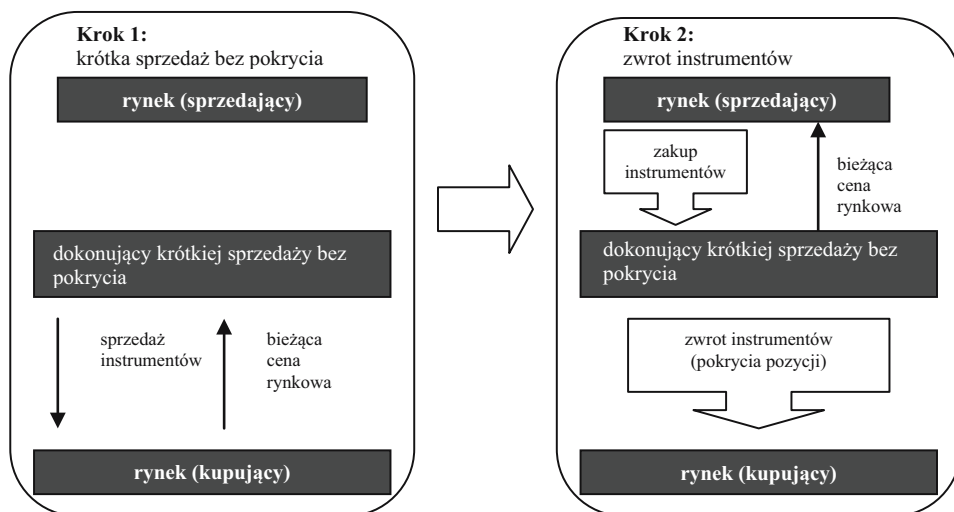 Krok 1:
krótka sprzedaż bez pokrycia
rynek (sprzedający)
dokonujący krótkiej sprzedaży bez
pokrycia
sprzedaż
instrumentów
bieżąca
cena
rynkowa
rynek (kupujący)
Krok 2:
zwrot instrumentów
rynek (sprzedający)
zakup
instrumentów
bieżąca
cena
rynkowa
dokonujący krótkiej sprzedaży bez
pokrycia
zwrot instrumentów
(pokrycia pozycji)
rynek (kupujący)